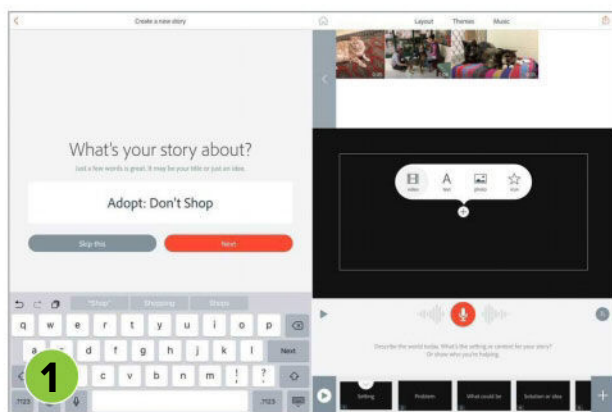 Create a new story
What's your story about?
Just a few words is great. It may be your title or just an idea.
Adopt: Don't Shop
Skip this
Next
"Shop"
Shopping
Shops
q w e r t y u i o p
a d f g h j k l Next
c v b n m ! , ? .
.?123
.?123
1
Layout
Themes
Music
video
text
photo
icon
Describe the world today. What's the setting or context for your story?
Or show who you're helping.
Setting
Problem
What could be
Solution or idea